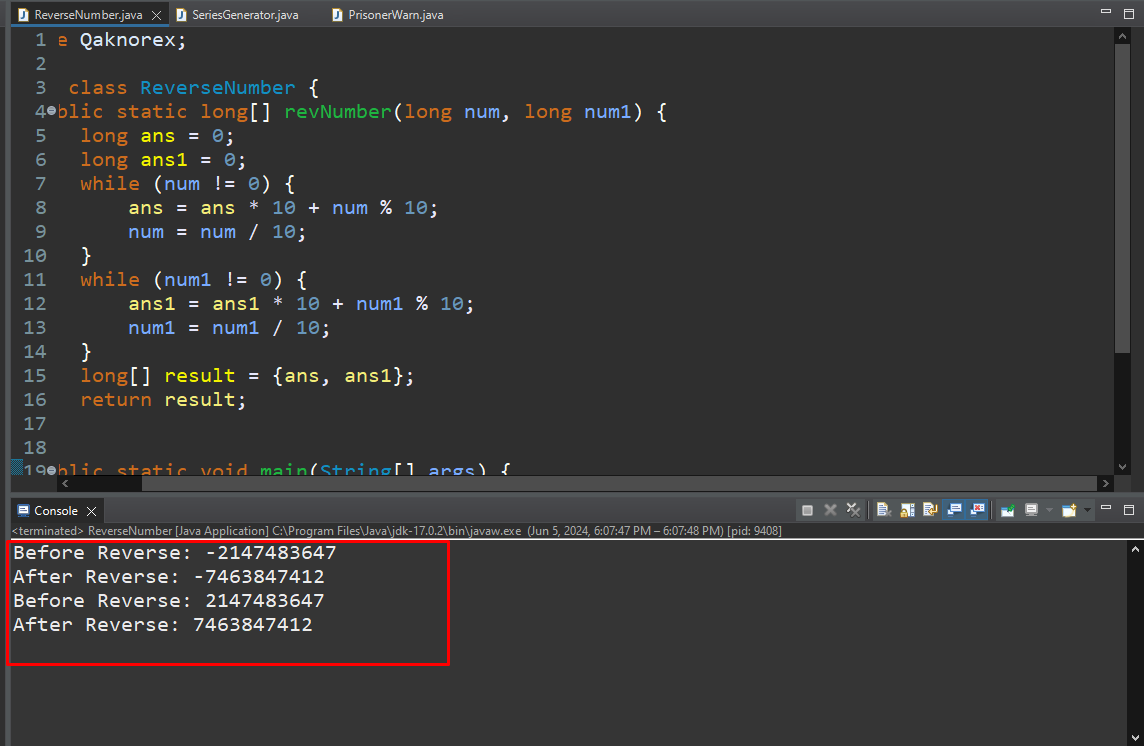 ReverseNumber.java SeriesGenerator.java PrisonerWarn.java
1 e Qaknorex;
2
3 class ReverseNumber {
4 blic static long[] revNumber(long num, long num1) {
5 long ans = 0;
6 long ans1 = 0;
7 while (num != 0) {
8 ans = ans * 10 + num % 10;
9 num = num / 10;
10 }
11 while (num1 != 0) {
12 ans1 = ans1 * 10 + num1 % 10;
13 num1 = num1 / 10;
14 }
15 long[] result = {ans, ans1};
16 return result;
17
18
19 blic static void main(String[] args) {
Console
<terminated> ReverseNumber [Java Application] C:\Program Files\Java\jdk-17.0.2\bin\javaw.exe (Jun 5, 2024, 6:07:47 PM – 6:07:48 PM) [pid: 9408]
Before Reverse: -2147483647
After Reverse: -7463847412
Before Reverse: 2147483647
After Reverse: 7463847412